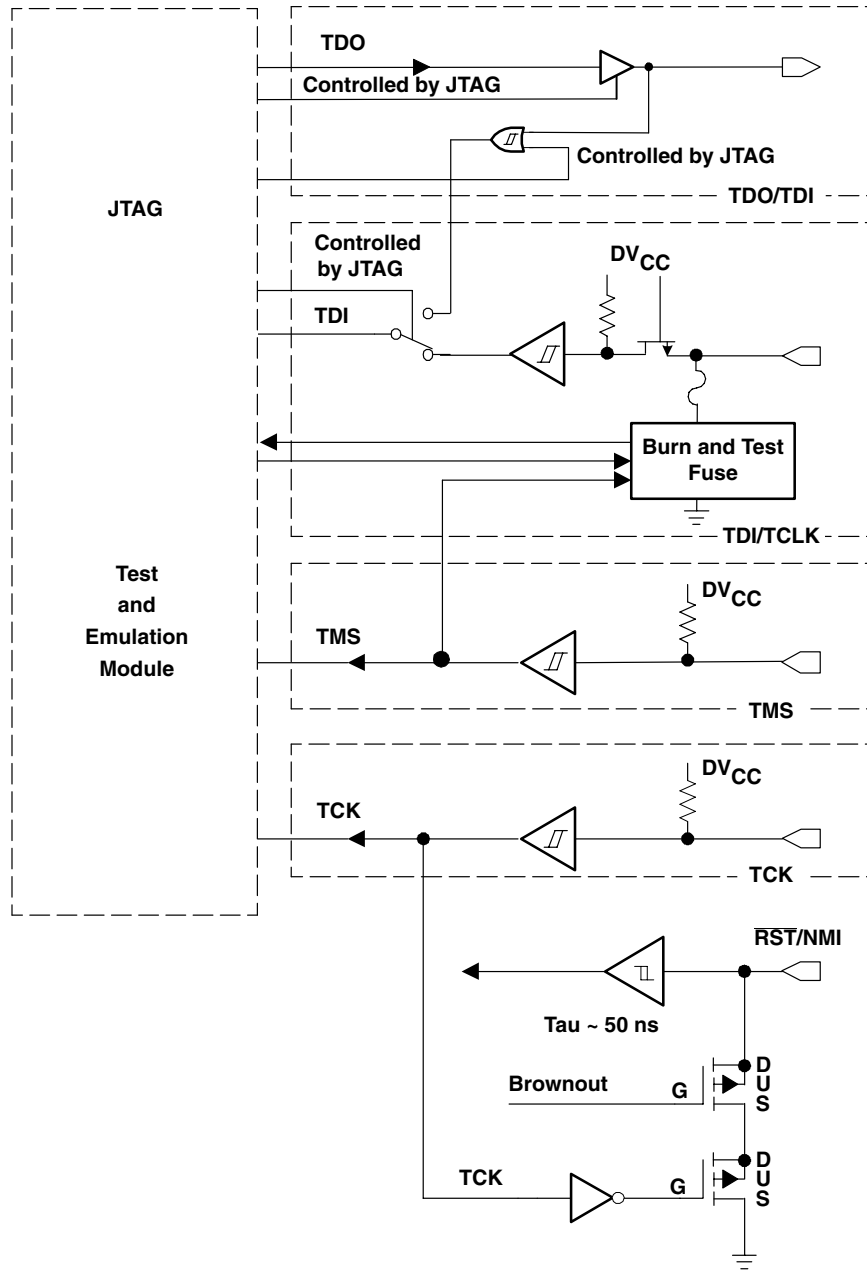 TDO
Controlled by JTAG
Controlled by JTAG
TDO/TDI
JTAG
Controlled
by JTAG
TDI
DVCC
Burn and Test
Fuse
TDI/TCLK
Test
and
Emulation
Module
TMS
DVCC
TMS
TCK
DVCC
TCK
RST/NMI
Tau ~ 50 ns
Brownout
G
D
U
S
TCK
G
D
U
S